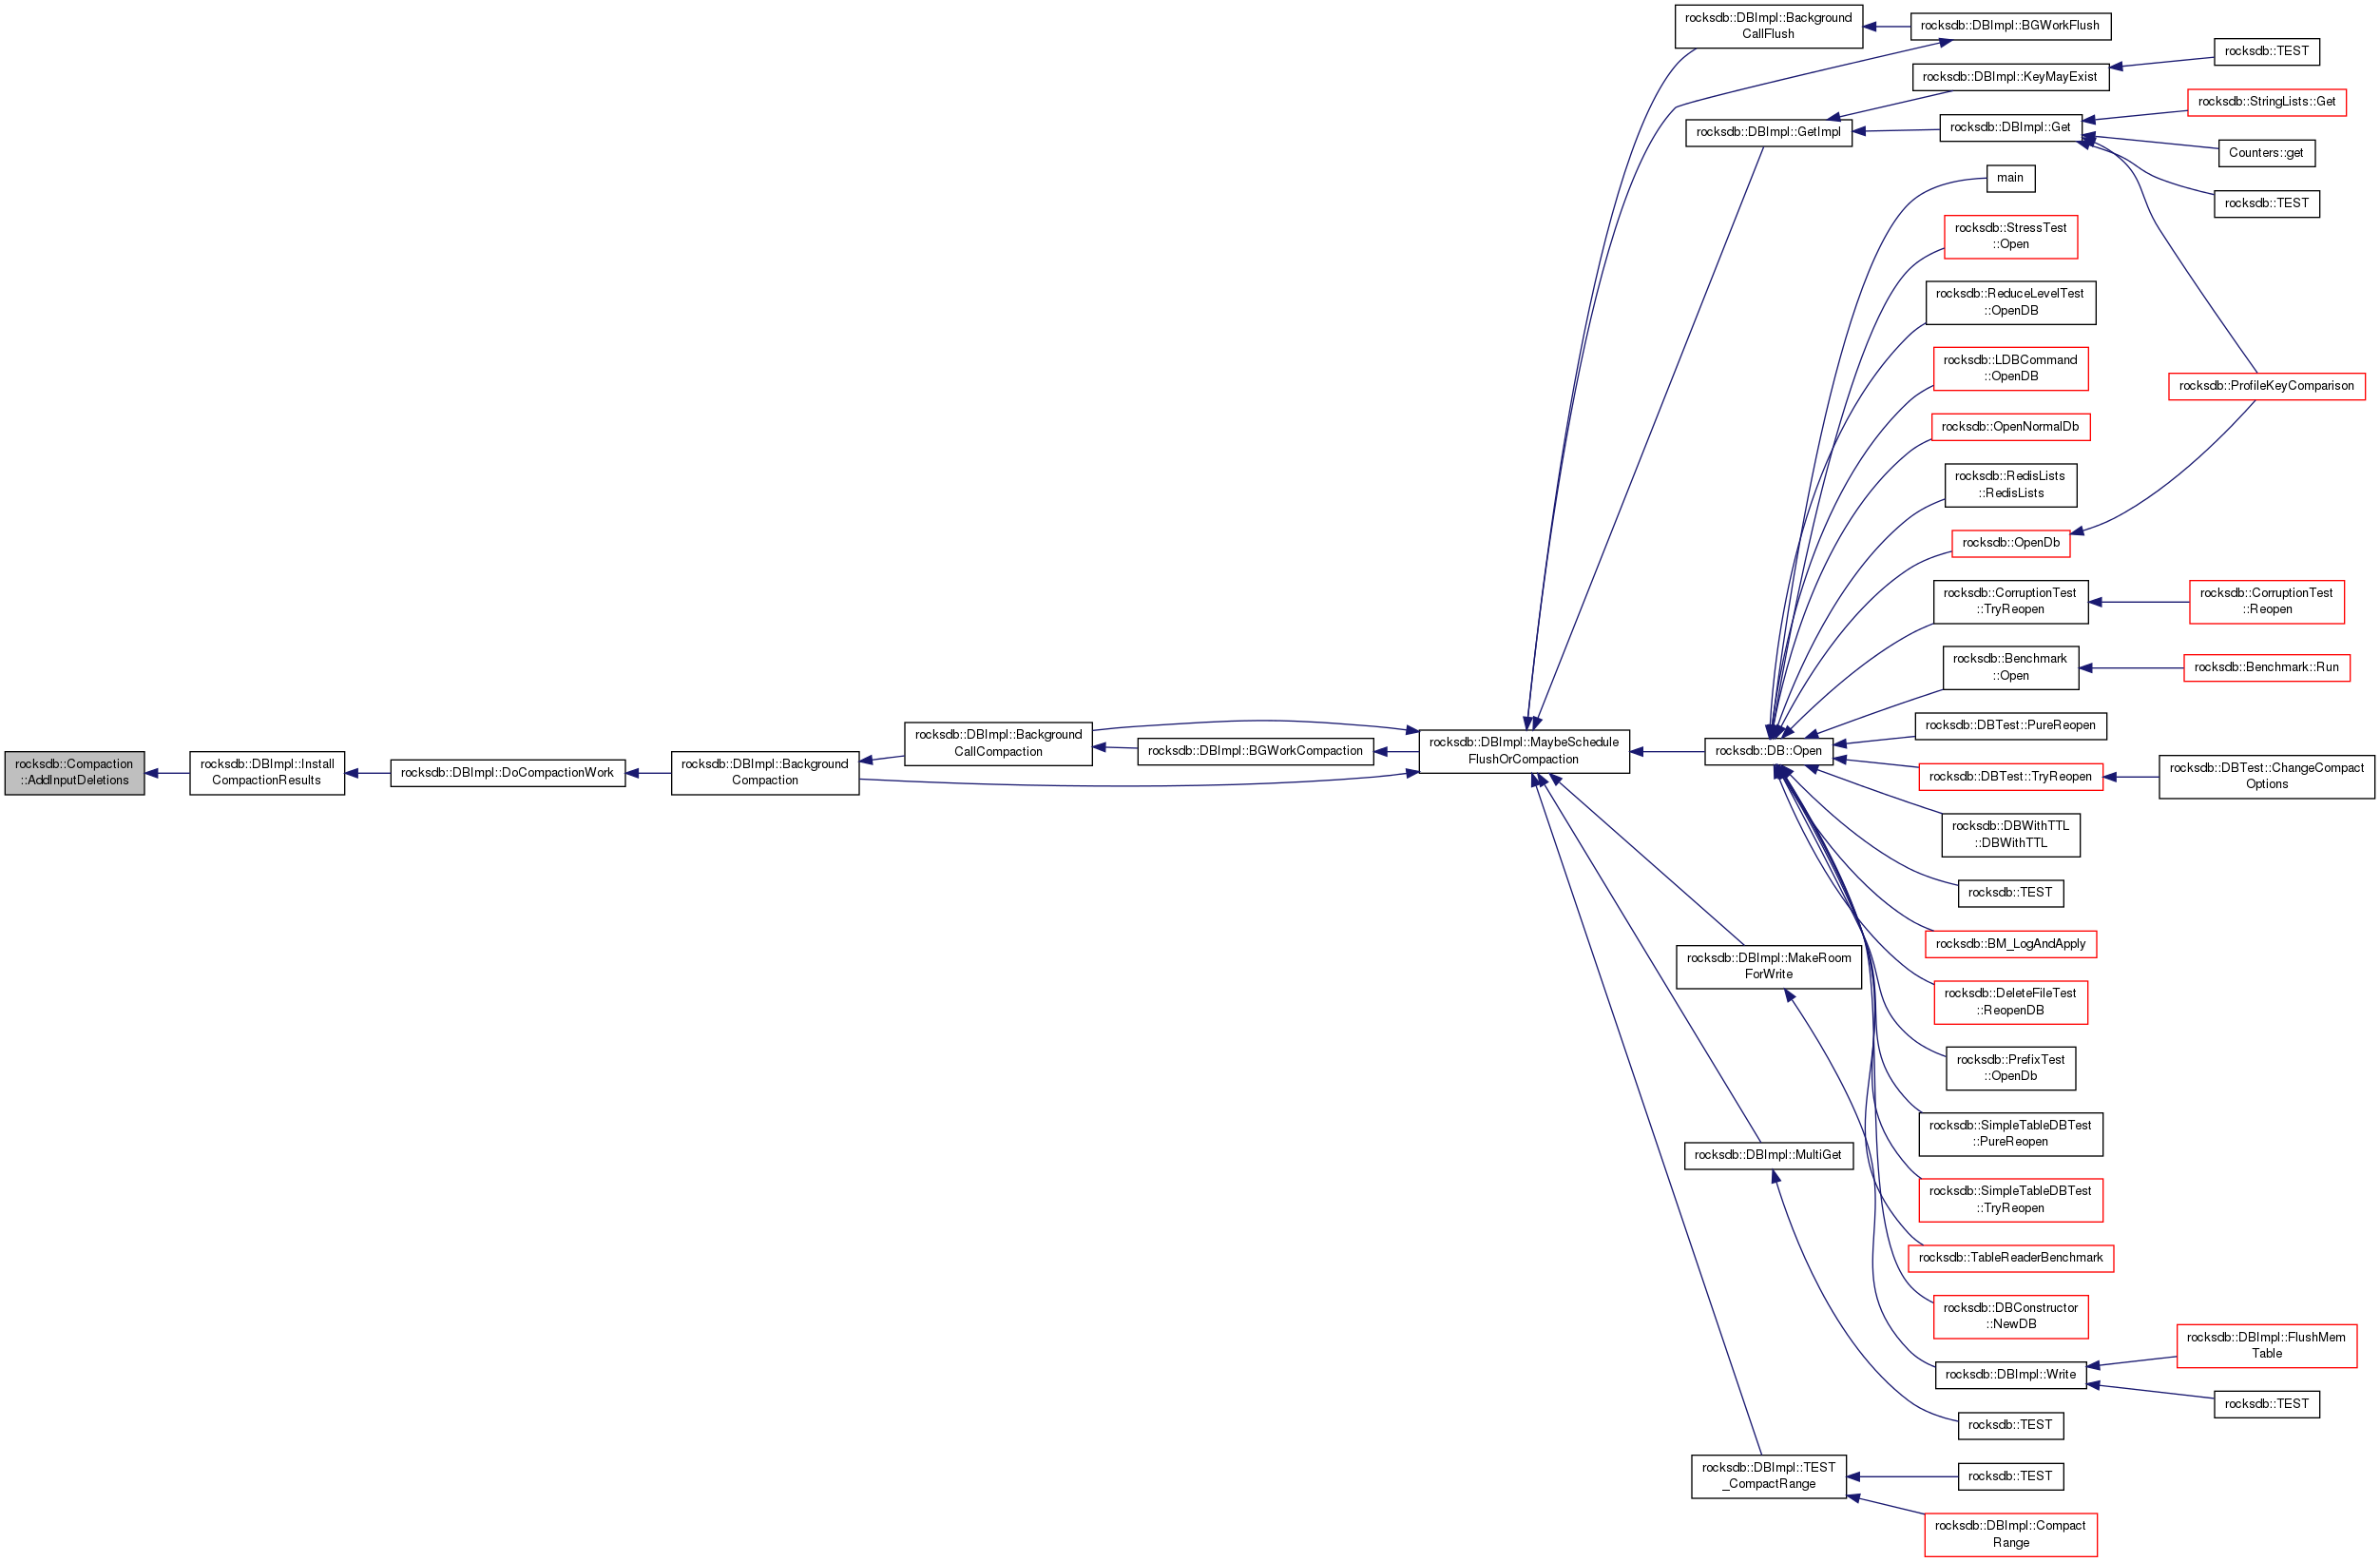 rocksdb::Compaction
::AddInputDeletions
rocksdb::DBImpl::Install
CompactionResults
rocksdb::DBImpl::DoCompactionWork
rocksdb::DBImpl::Background
Compaction
rocksdb::DBImpl::Background
CallCompaction
rocksdb::DBImpl::BGWorkCompaction
rocksdb::DBImpl::MaybeSchedule
FlushOrCompaction
rocksdb::DBImpl::Background
CallFlush
rocksdb::DBImpl::BGWorkFlush
rocksdb::DBImpl::GetImpl
rocksdb::DBImpl::KeyMayExist
rocksdb::TEST
rocksdb::DBImpl::Get
rocksdb::StringLists::Get
Counters::get
rocksdb::TEST
rocksdb::ProfileKeyComparison
rocksdb::DB::Open
main
rocksdb::StressTest
::Open
rocksdb::ReduceLevelTest
::OpenDB
rocksdb::LDBCommand
::OpenDB
rocksdb::OpenNormalDb
rocksdb::RedisLists
::RedisLists
rocksdb::OpenDb
rocksdb::CorruptionTest
::TryReopen
rocksdb::CorruptionTest
::Reopen
rocksdb::Benchmark
::Open
rocksdb::Benchmark::Run
rocksdb::DBTest::PureReopen
rocksdb::DBTest::TryReopen
rocksdb::DBTest::ChangeCompact
Options
rocksdb::DBWithTTL
::DBWithTTL
rocksdb::TEST
rocksdb::BM_LogAndApply
rocksdb::DeleteFileTest
::ReopenDB
rocksdb::PrefixTest
::OpenDb
rocksdb::SimpleTableDBTest
::PureReopen
rocksdb::SimpleTableDBTest
::TryReopen
rocksdb::TableReaderBenchmark
rocksdb::DBConstructor
::NewDB
rocksdb::DBImpl::MakeRoom
ForWrite
rocksdb::DBImpl::Write
rocksdb::DBImpl::FlushMem
Table
rocksdb::TEST
rocksdb::DBImpl::MultiGet
rocksdb::TEST
rocksdb::DBImpl::TEST
_CompactRange
rocksdb::TEST
rocksdb::DBImpl::Compact
Range